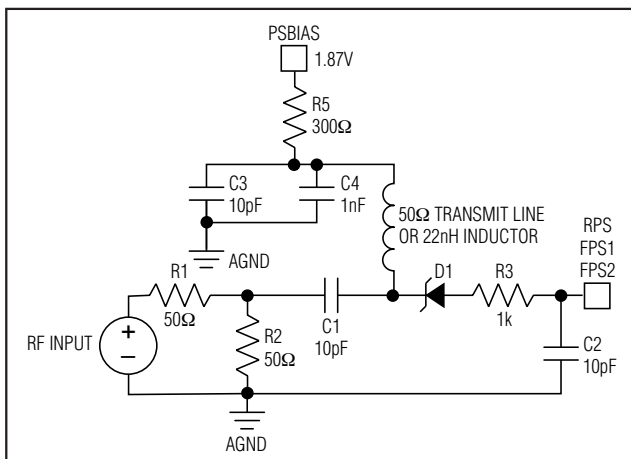 PSBIAS
1.87V
R5
300Ω
C3
10pF
C4
1nF
50Ω TRANSMIT LINE
OR 22nH INDUCTOR
RPS
FPS1
FPS2
AGND
R1
50Ω
D1
R3
1k
C1
10pF
RF INPUT
+
–
R2
50Ω
C2
10pF
AGND